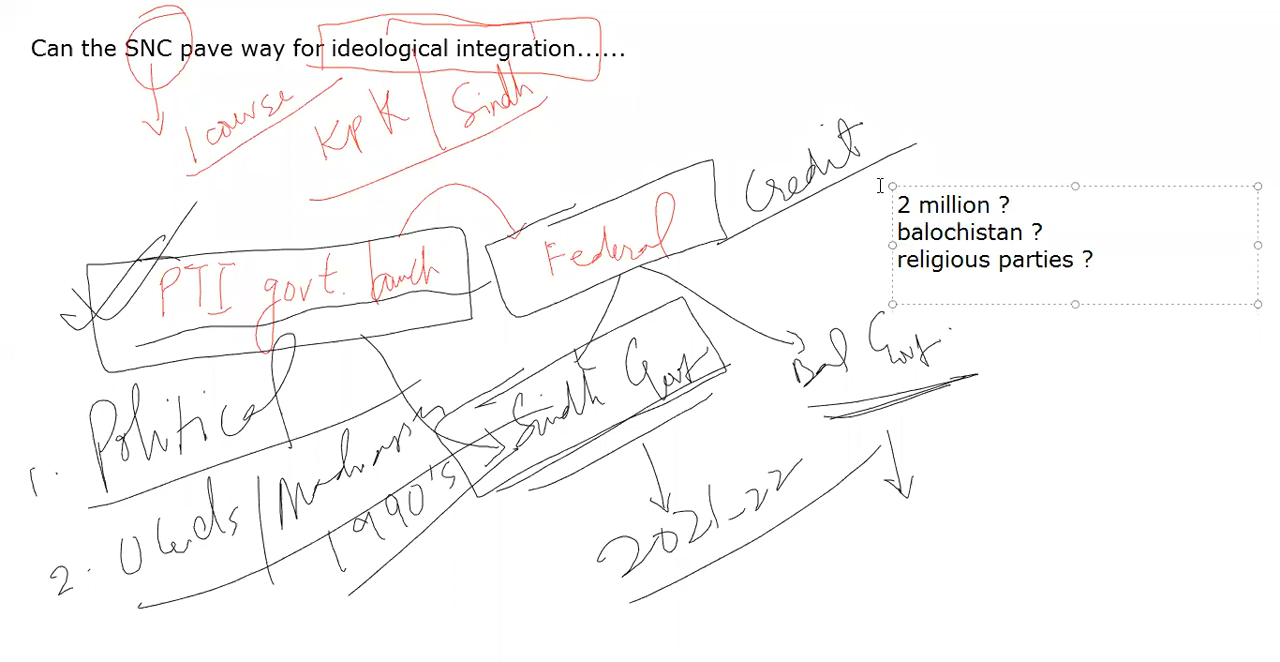 Can the SNC pave way for ideological integration......
1 course
KPK
Sindh
Credit
PTI govt. launch
Federal
2 million ?
balochistan ?
religious parties ?
Bal Govt.
Sindh Govt
1. Political
2. Ulemas / Madrassas
1990's
2021-22